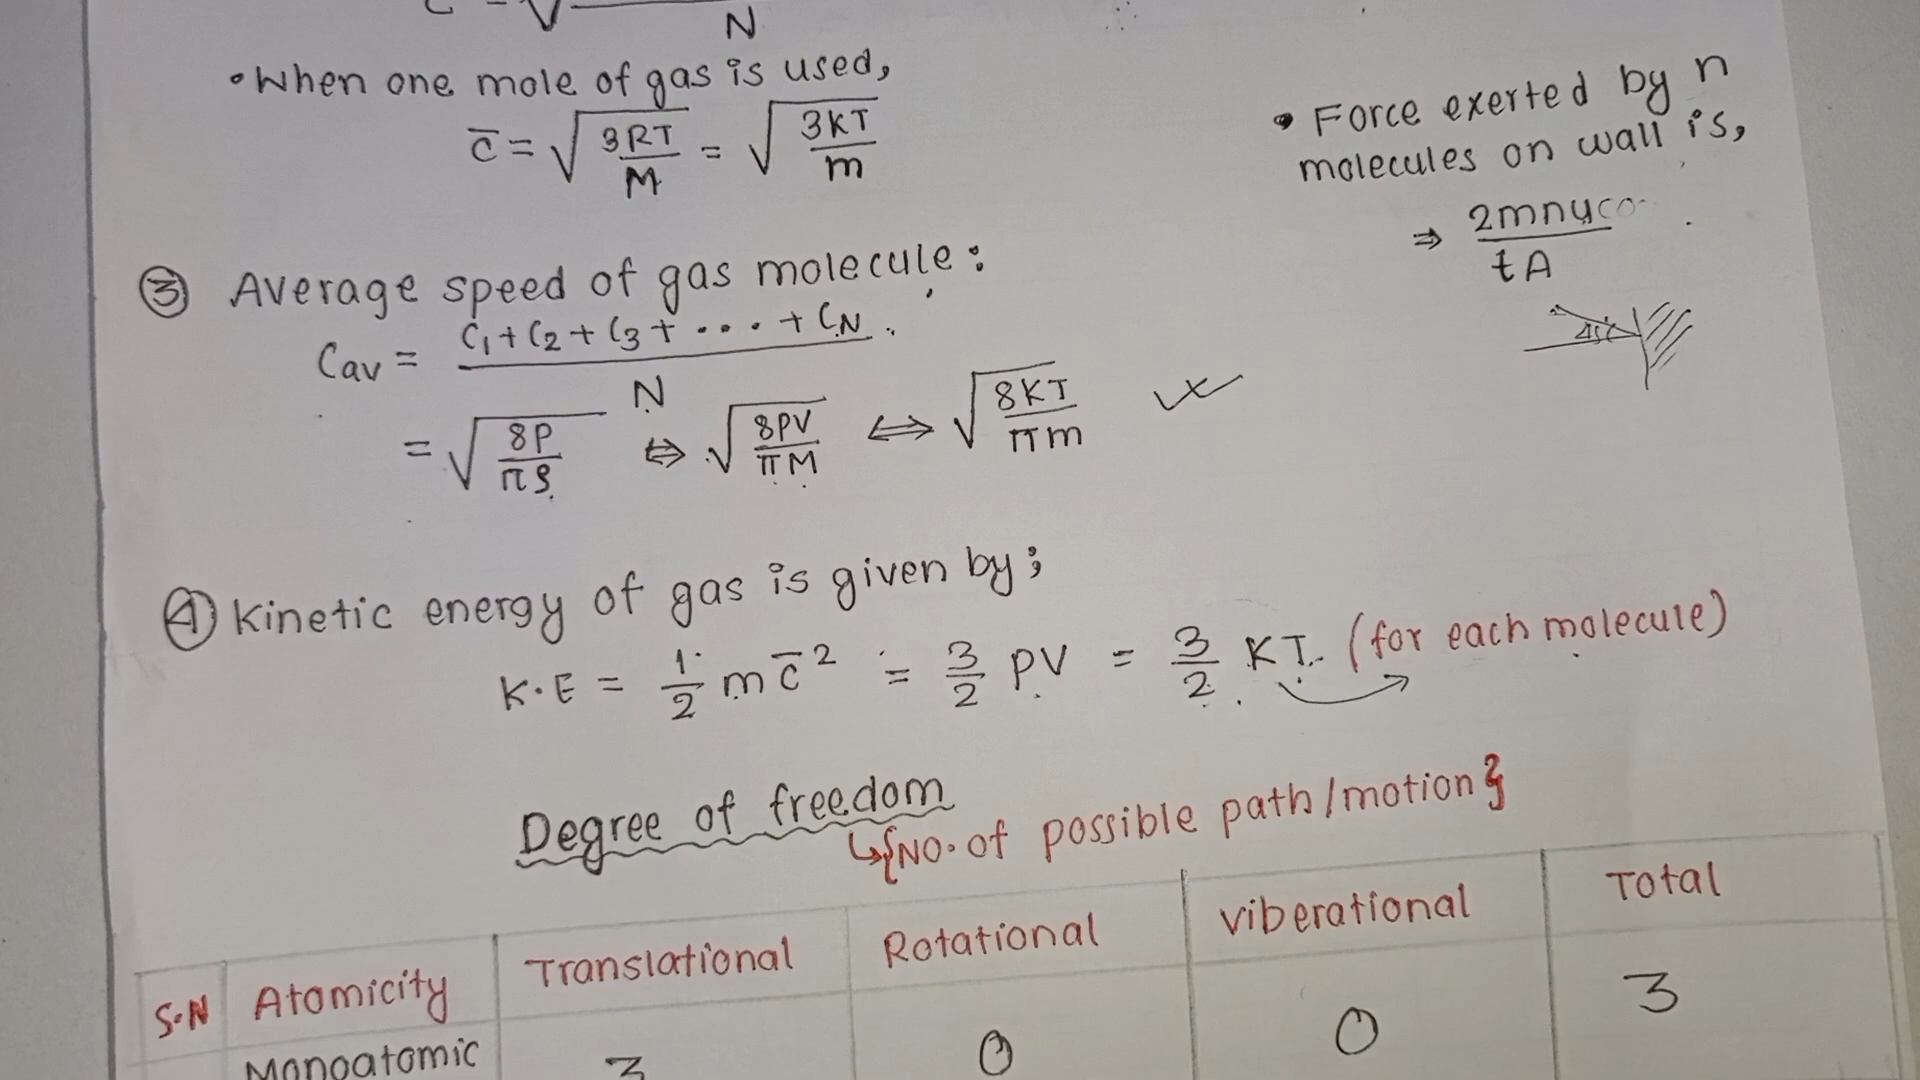 N
•When one mole of gas is used,
c̄ = √(3RT/M) = √(3KT/m)
• Force exerted by n
molecules on wall is,
⇒ 2mnu/tA
③ Average speed of gas molecule:
Cav = (C₁+C₂+C₃+ ... + CN)/N
= √(8P/πρ) ⇔ √(8PV/πM) ⇔ √(8KT/πm)
④ Kinetic energy of gas is given by;
K.E = 1/2 m c̄² = 3/2 PV = 3/2 KT (for each molecule)
Degree of freedom
↳{NO. of possible path/motion}
S.N Atomicity Translational Rotational viberational Total
Monoatomic 3 0 0 3